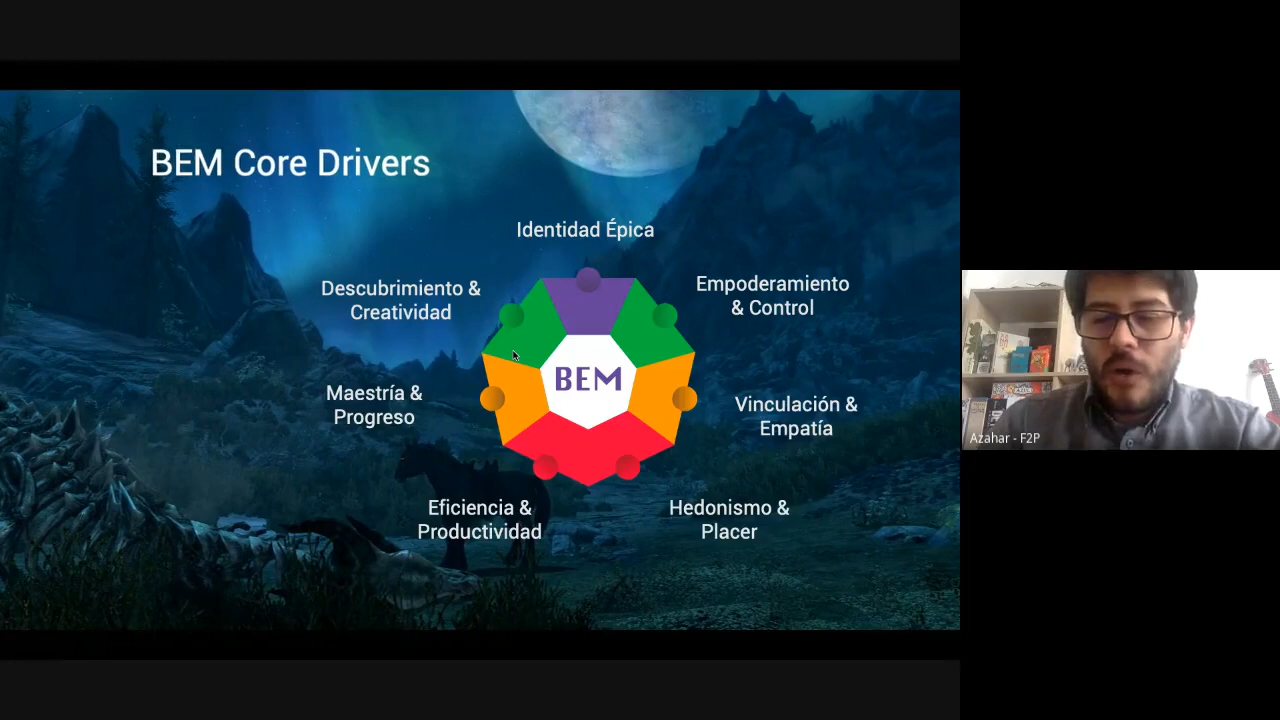 BEM Core Drivers
Identidad Épica
Descubrimiento &
Creatividad
Empoderamiento
& Control
BEM
Maestría &
Progreso
Vinculación &
Empatía
Eficiencia &
Productividad
Hedonismo &
Placer
Azahar - F2P